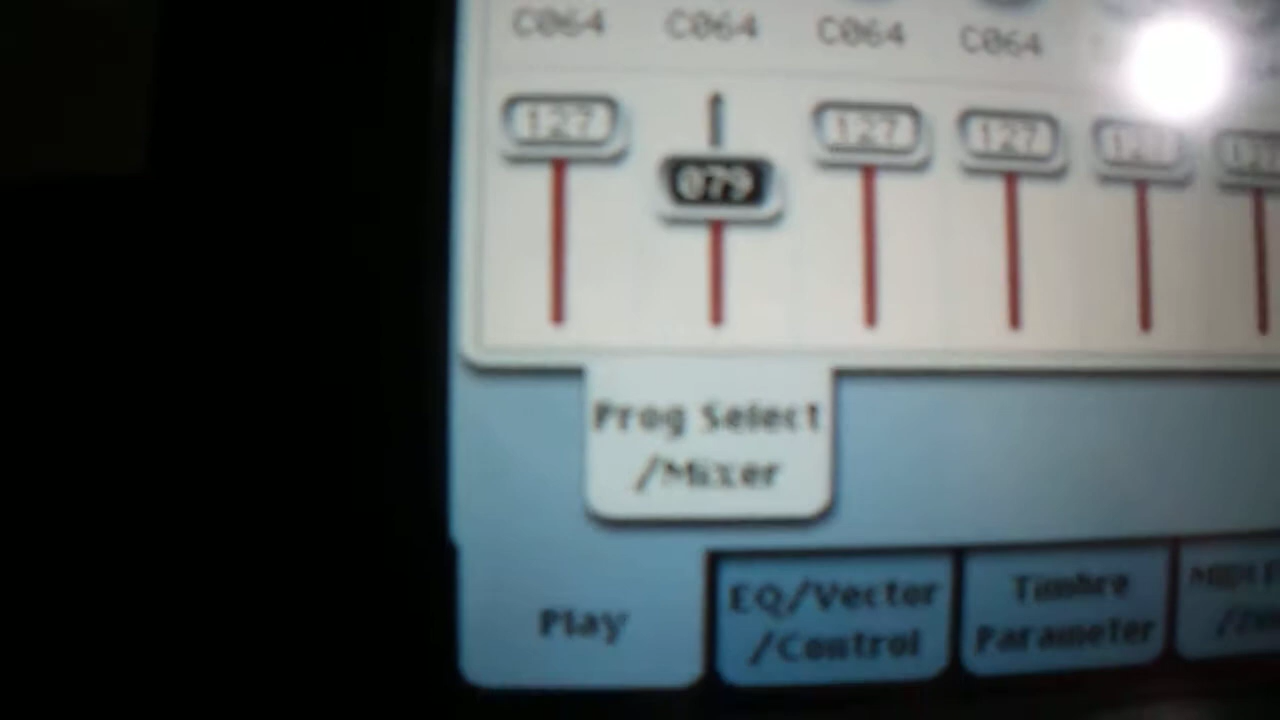 C064 C064 C064 C064
127 079 127 127
Prog Select
/Mixer
Play
EQ/Vector
/Control
Timbre
Parameter